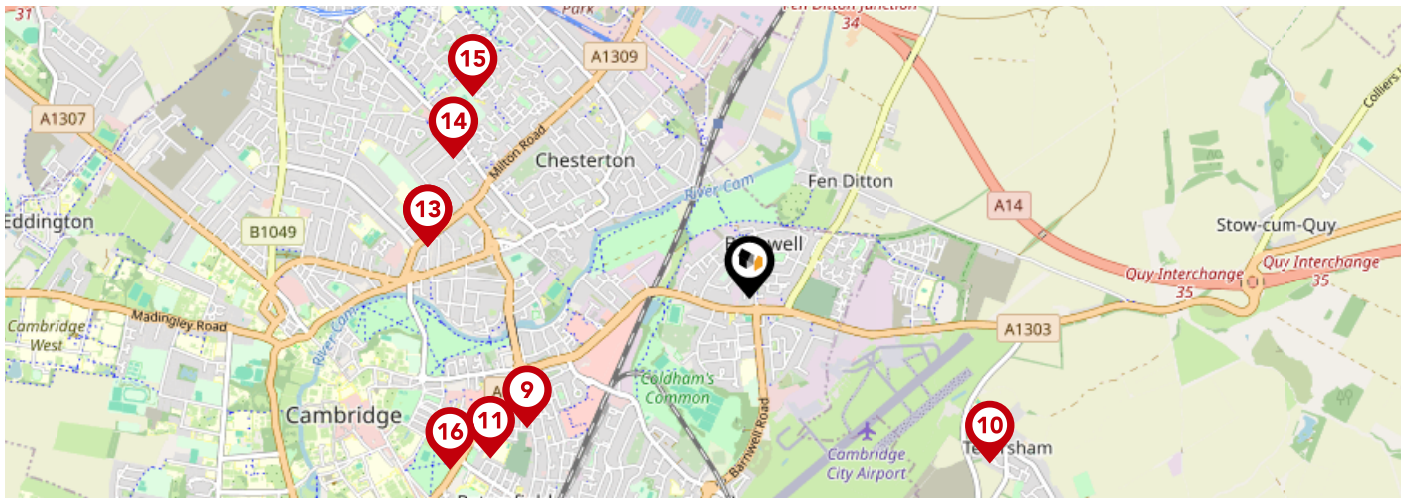 31
Park
Fen Ditton Junction
34
A1309
15
Colliers
A1307
14
Milton Road
Chesterton
River Cam
Fen Ditton
A14
13
Eddington
B1049
Stow-cum-Quy
Quy Interchange
35
Quy Interchange
35
Madingley Road
River Cam
A1303
Cambridge
West
Coldham's
Common
9
Cambridge
16
11
10
Barnwell Road
Cambridge
City Airport